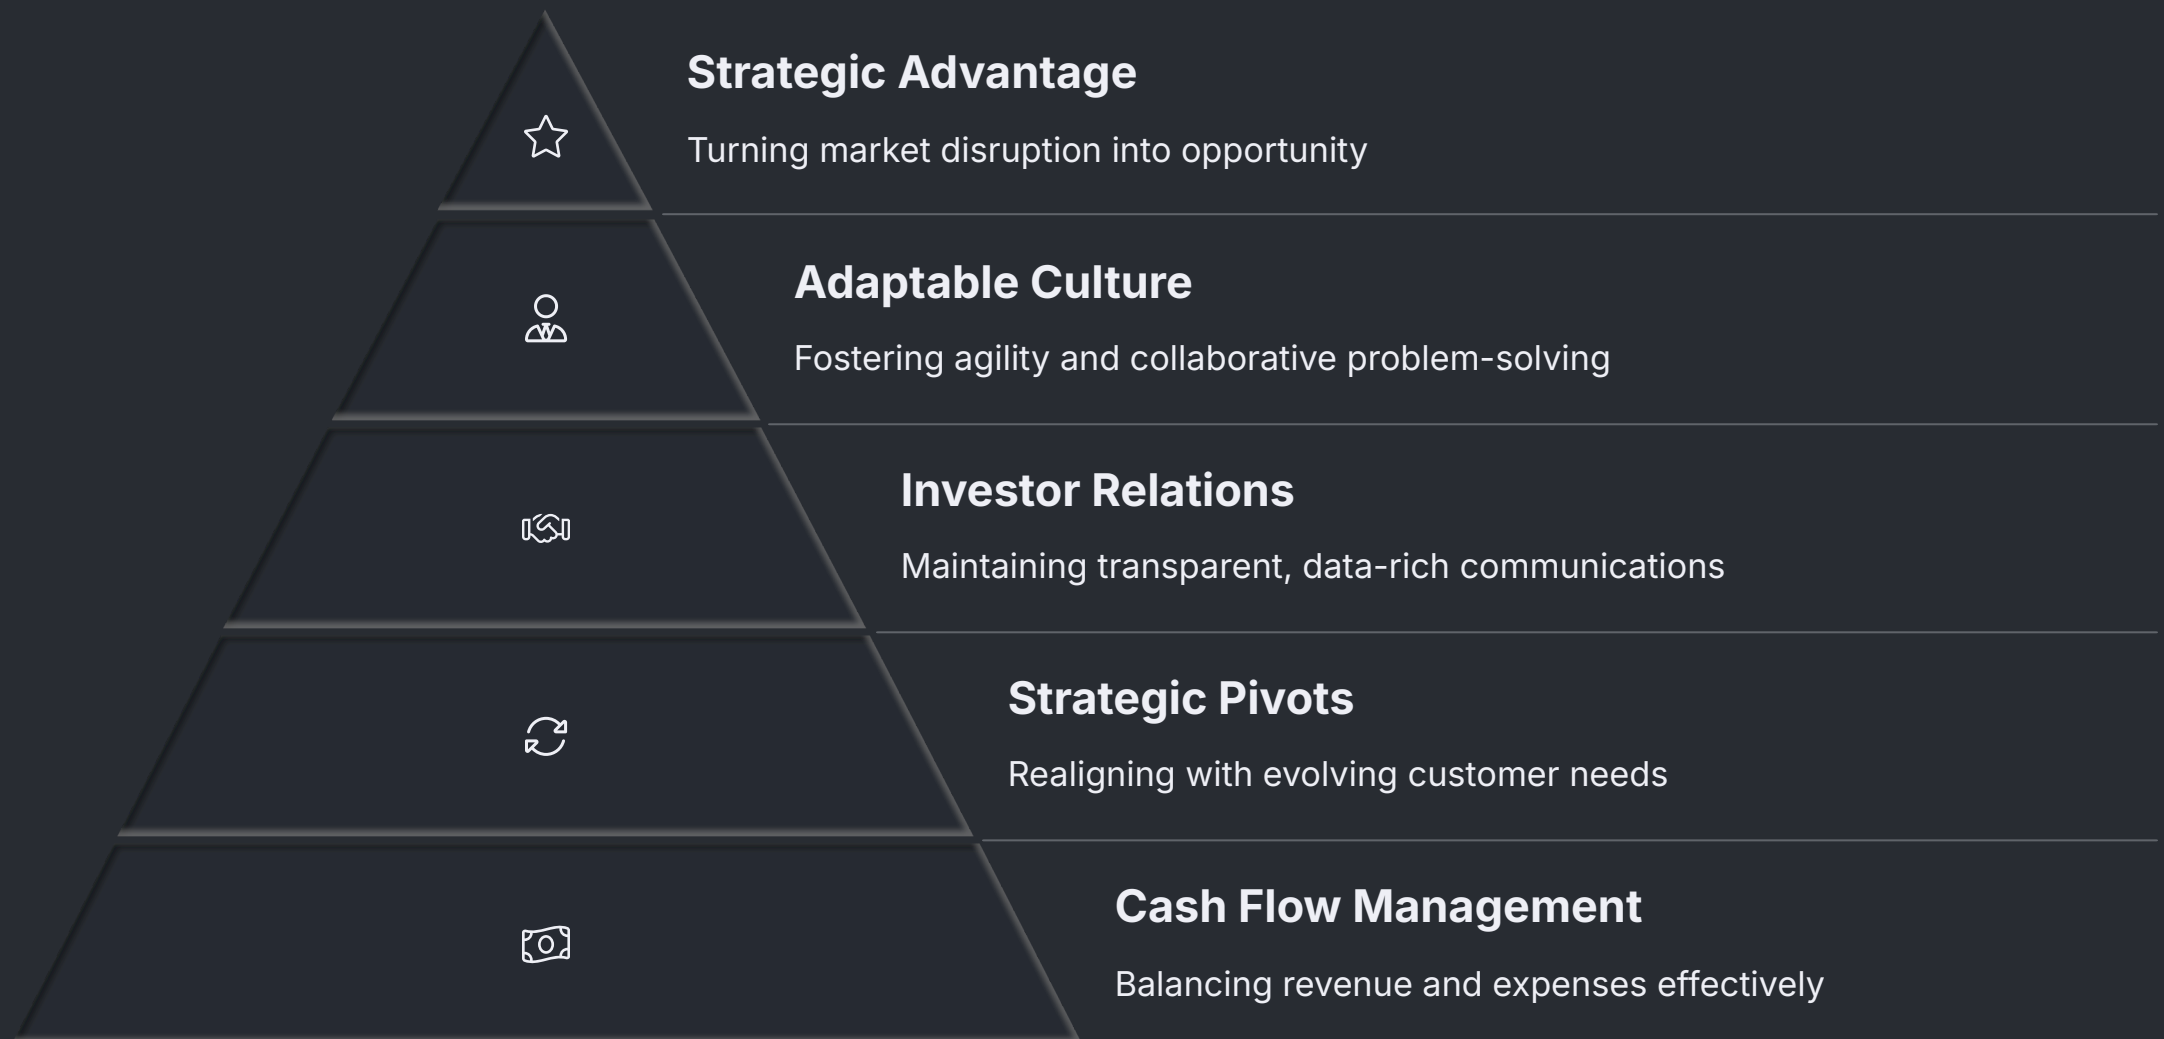 Strategic Advantage
Turning market disruption into opportunity
Adaptable Culture
Fostering agility and collaborative problem-solving
Investor Relations
Maintaining transparent, data-rich communications
Strategic Pivots
Realigning with evolving customer needs
Cash Flow Management
Balancing revenue and expenses effectively